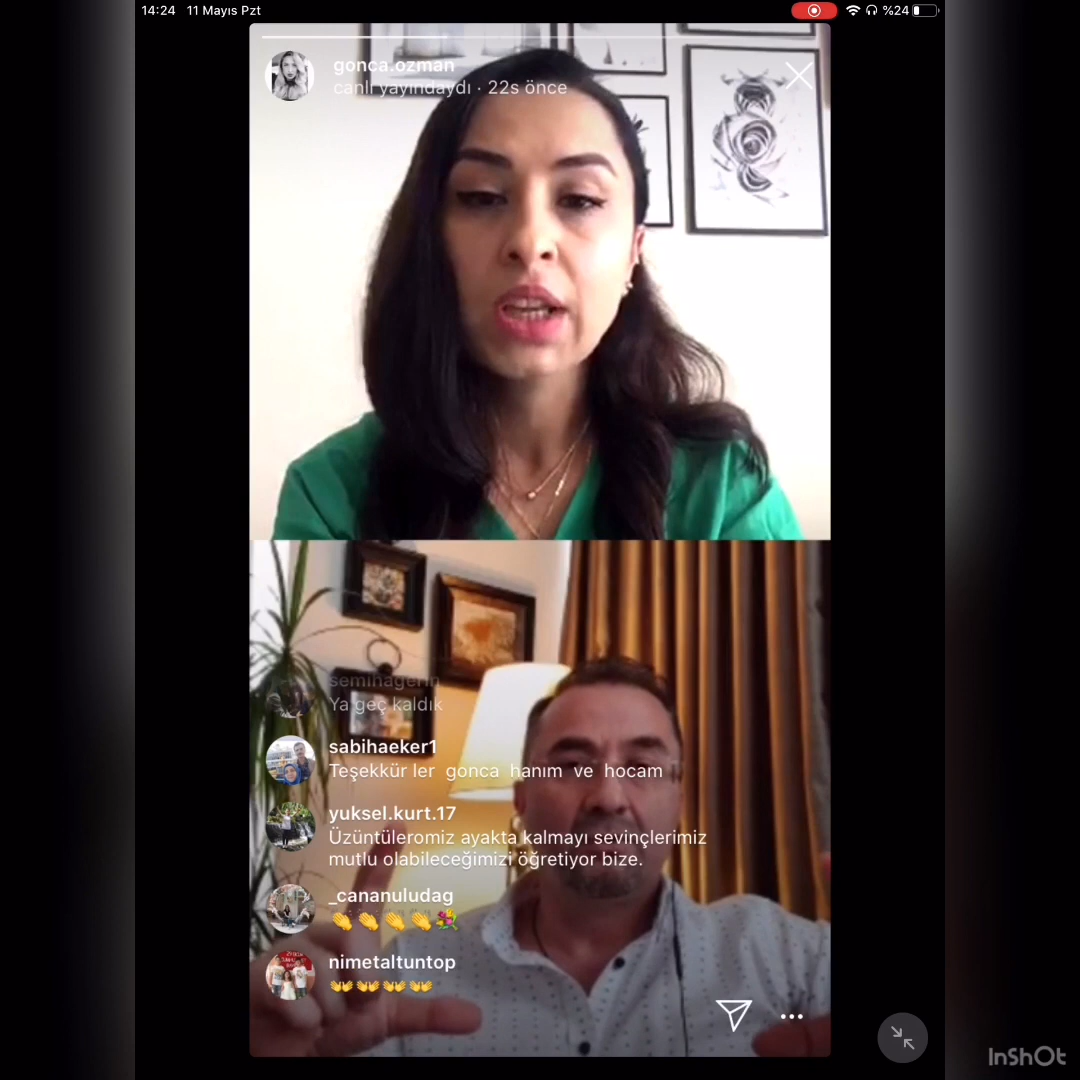 14:24 11 Mayıs Pzt
%24
gonca.ozman
canlı yayındaydı · 22s önce
semihagerin
Ya geç kaldık
sabihaeker1
Teşekkür ler gonca hanım ve hocam
yuksel.kurt.17
Üzüntüleromiz ayakta kalmayı sevinçlerimiz
mutlu olabileceğimizi öğretiyor bize.
_cananuludag
👏👏👏👏💐
nimetaltuntop
👐👐👐👐
InShOt